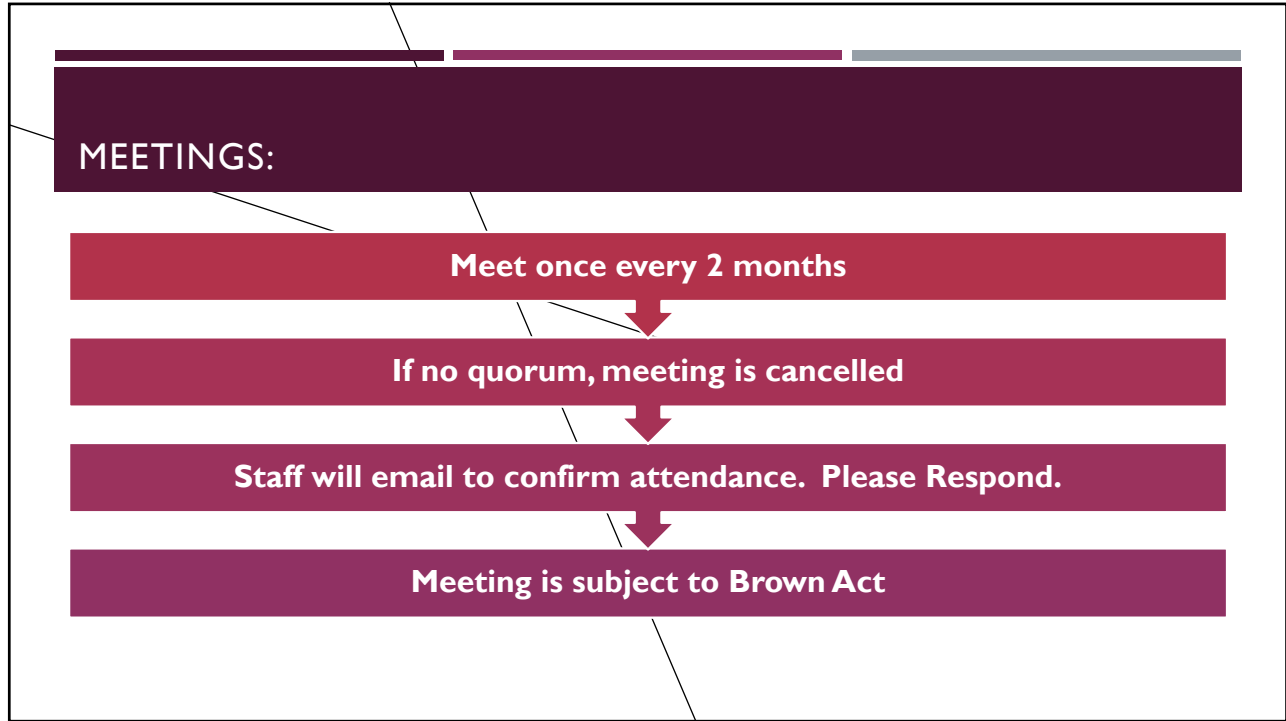 MEETINGS:
Meet once every 2 months
If no quorum, meeting is cancelled
Staff will email to confirm attendance.  Please Respond.
Meeting is subject to Brown Act